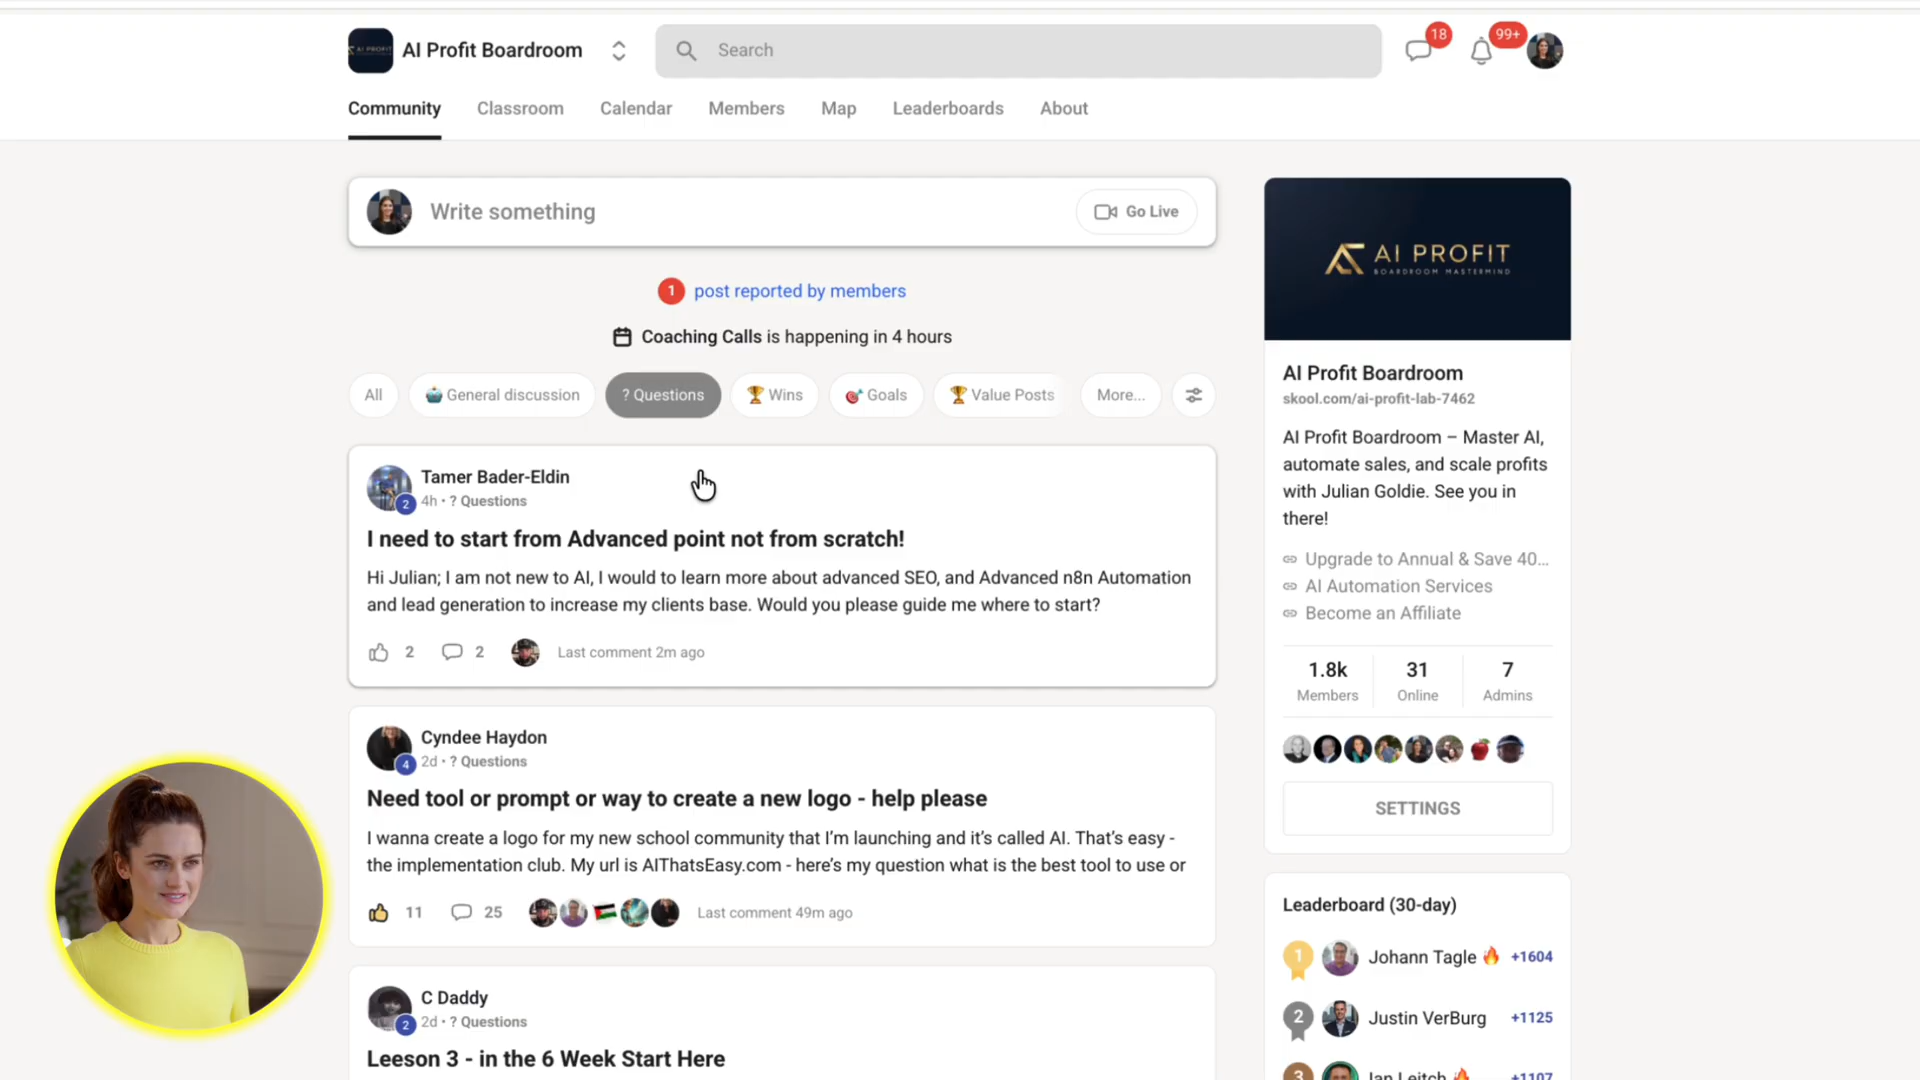 AI PROFIT
AI Profit Boardroom
Search
18
99+
Community
Classroom
Calendar
Members
Map
Leaderboards
About
Write something
Go Live
1 post reported by members
Coaching Calls is happening in 4 hours
All
General discussion
? Questions
Wins
Goals
Value Posts
More...
Tamer Bader-Eldin
2
4h • ? Questions
I need to start from Advanced point not from scratch!
Hi Julian; I am not new to AI, I would to learn more about advanced SEO, and Advanced n8n Automation
and lead generation to increase my clients base. Would you please guide me where to start?
2
2
Last comment 2m ago
Cyndee Haydon
4
2d • ? Questions
Need tool or prompt or way to create a new logo - help please
I wanna create a logo for my new school community that I'm launching and it's called AI. That's easy -
the implementation club. My url is AIThatsEasy.com - here's my question what is the best tool to use or
11
25
Last comment 49m ago
C Daddy
2
2d • ? Questions
Leeson 3 - in the 6 Week Start Here
AI PROFIT
BOARDROOM MASTERMIND
AI Profit Boardroom
skool.com/ai-profit-lab-7462
AI Profit Boardroom – Master AI,
automate sales, and scale profits
with Julian Goldie. See you in
there!
Upgrade to Annual & Save 40...
AI Automation Services
Become an Affiliate
1.8k
Members
31
Online
7
Admins
SETTINGS
Leaderboard (30-day)
1
Johann Tagle
+1604
2
Justin VerBurg
+1125
3
Ian Leitch
+1107